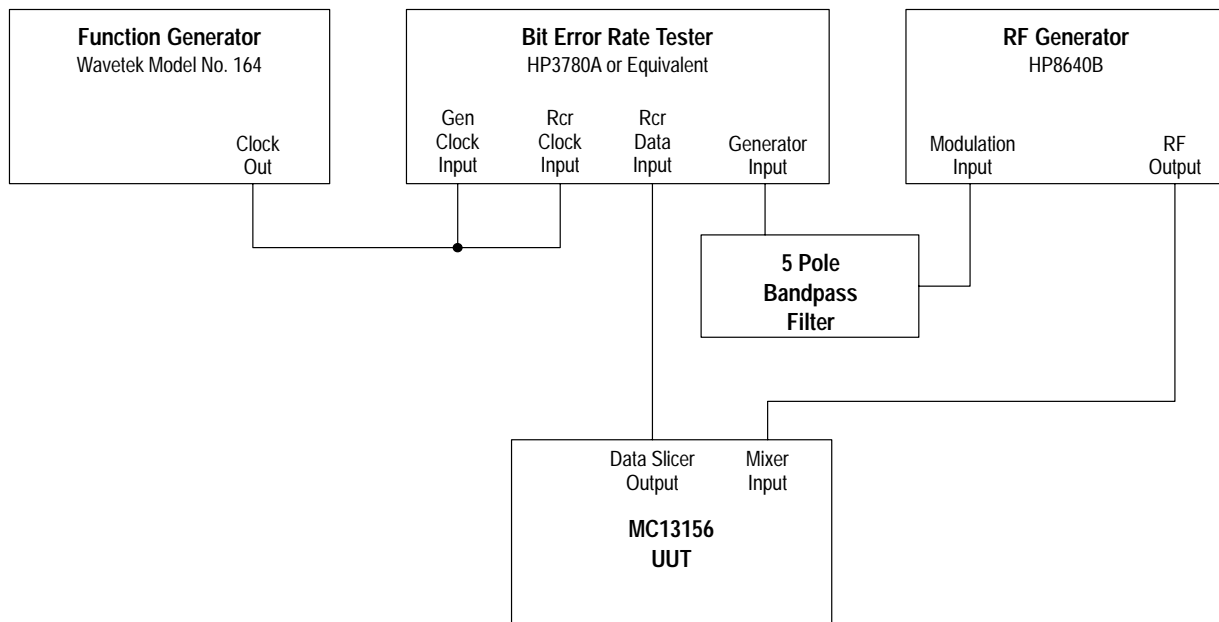 Function Generator
Wavetek Model No. 164
Clock
Out
Bit Error Rate Tester
HP3780A or Equivalent
Gen
Clock
Input
Rcr
Clock
Input
Rcr
Data
Input
Generator
Input
RF Generator
HP8640B
Modulation
Input
RF
Output
5 Pole
Bandpass
Filter
Data Slicer
Output
Mixer
Input
MC13156
UUT